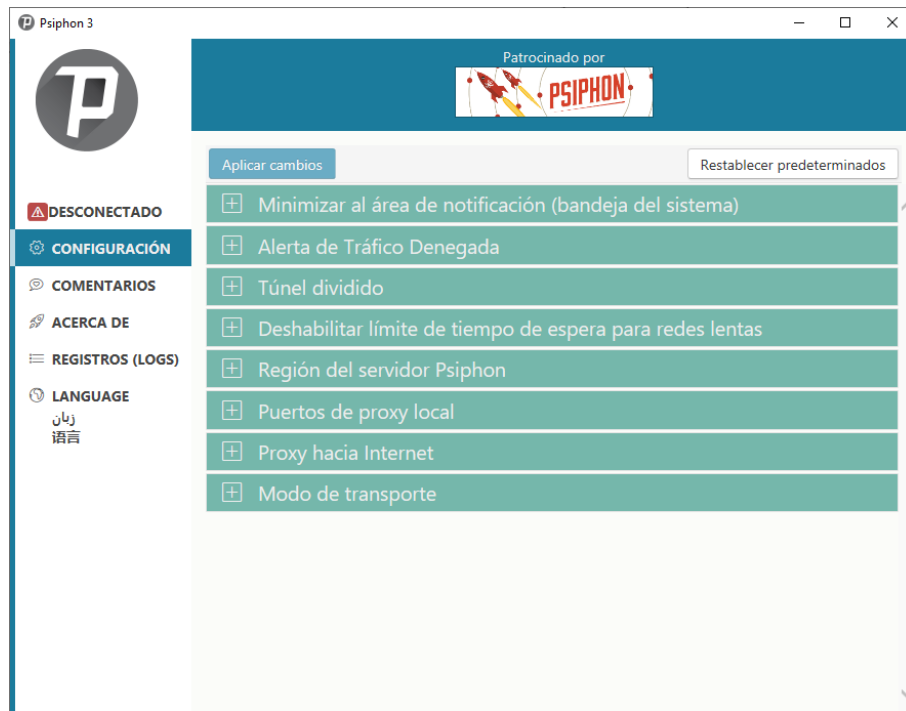 Psiphon 3
Patrocinado por
PSIPHON
Aplicar cambios
Restablecer predeterminados
DESCONECTADO
CONFIGURACIÓN
COMENTARIOS
ACERCA DE
REGISTROS (LOGS)
LANGUAGE
زبان
语言
Minimizar al área de notificación (bandeja del sistema)
Alerta de Tráfico Denegada
Túnel dividido
Deshabilitar límite de tiempo de espera para redes lentas
Región del servidor Psiphon
Puertos de proxy local
Proxy hacia Internet
Modo de transporte